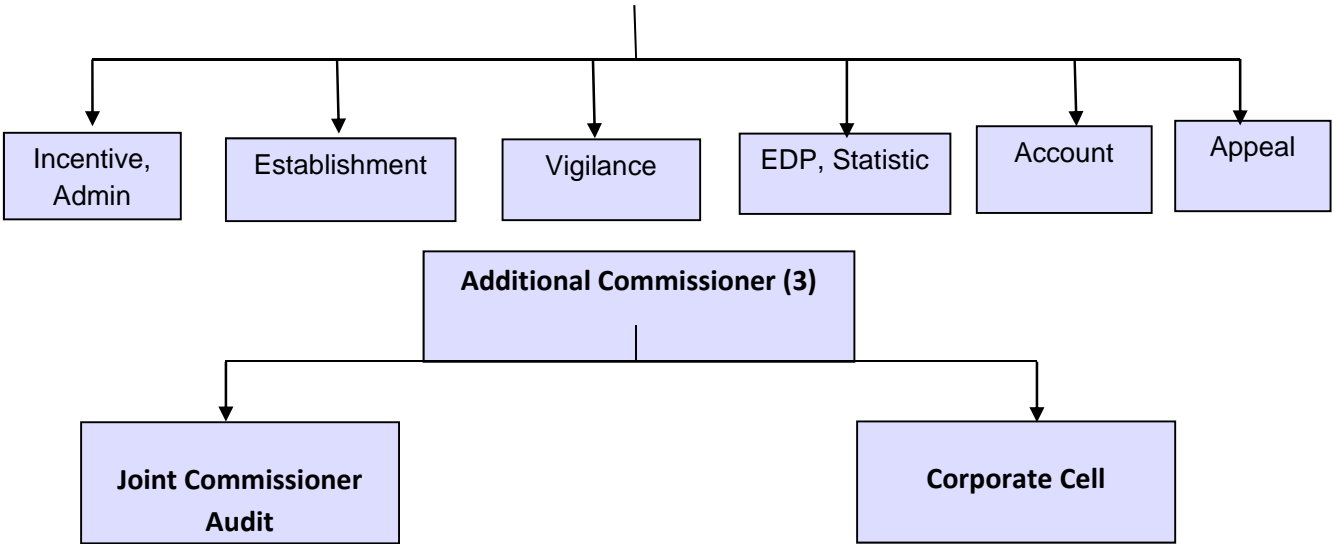 Incentive,
Admin
Establishment
Vigilance
EDP, Statistic
Account
Appeal
Additional Commissioner (3)
Joint Commissioner
Audit
Corporate Cell